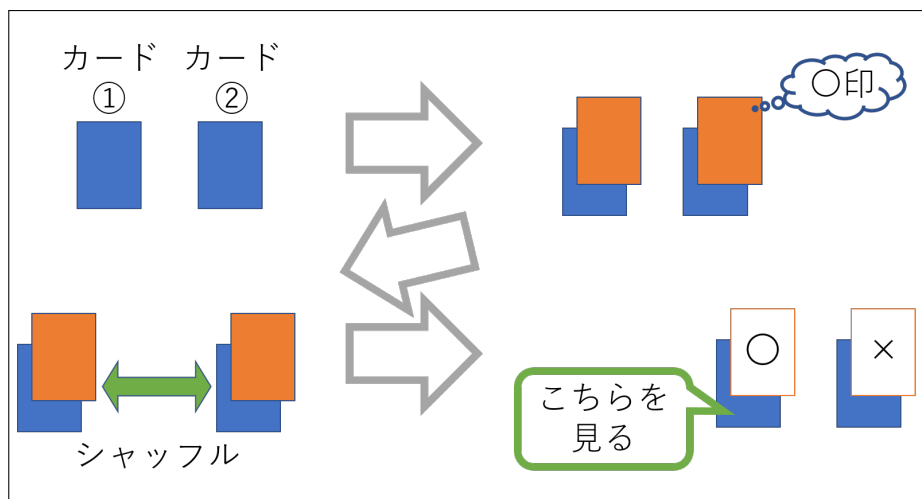 カード
①
カード
②
〇印
シャッフル
〇
×
こちらを
見る